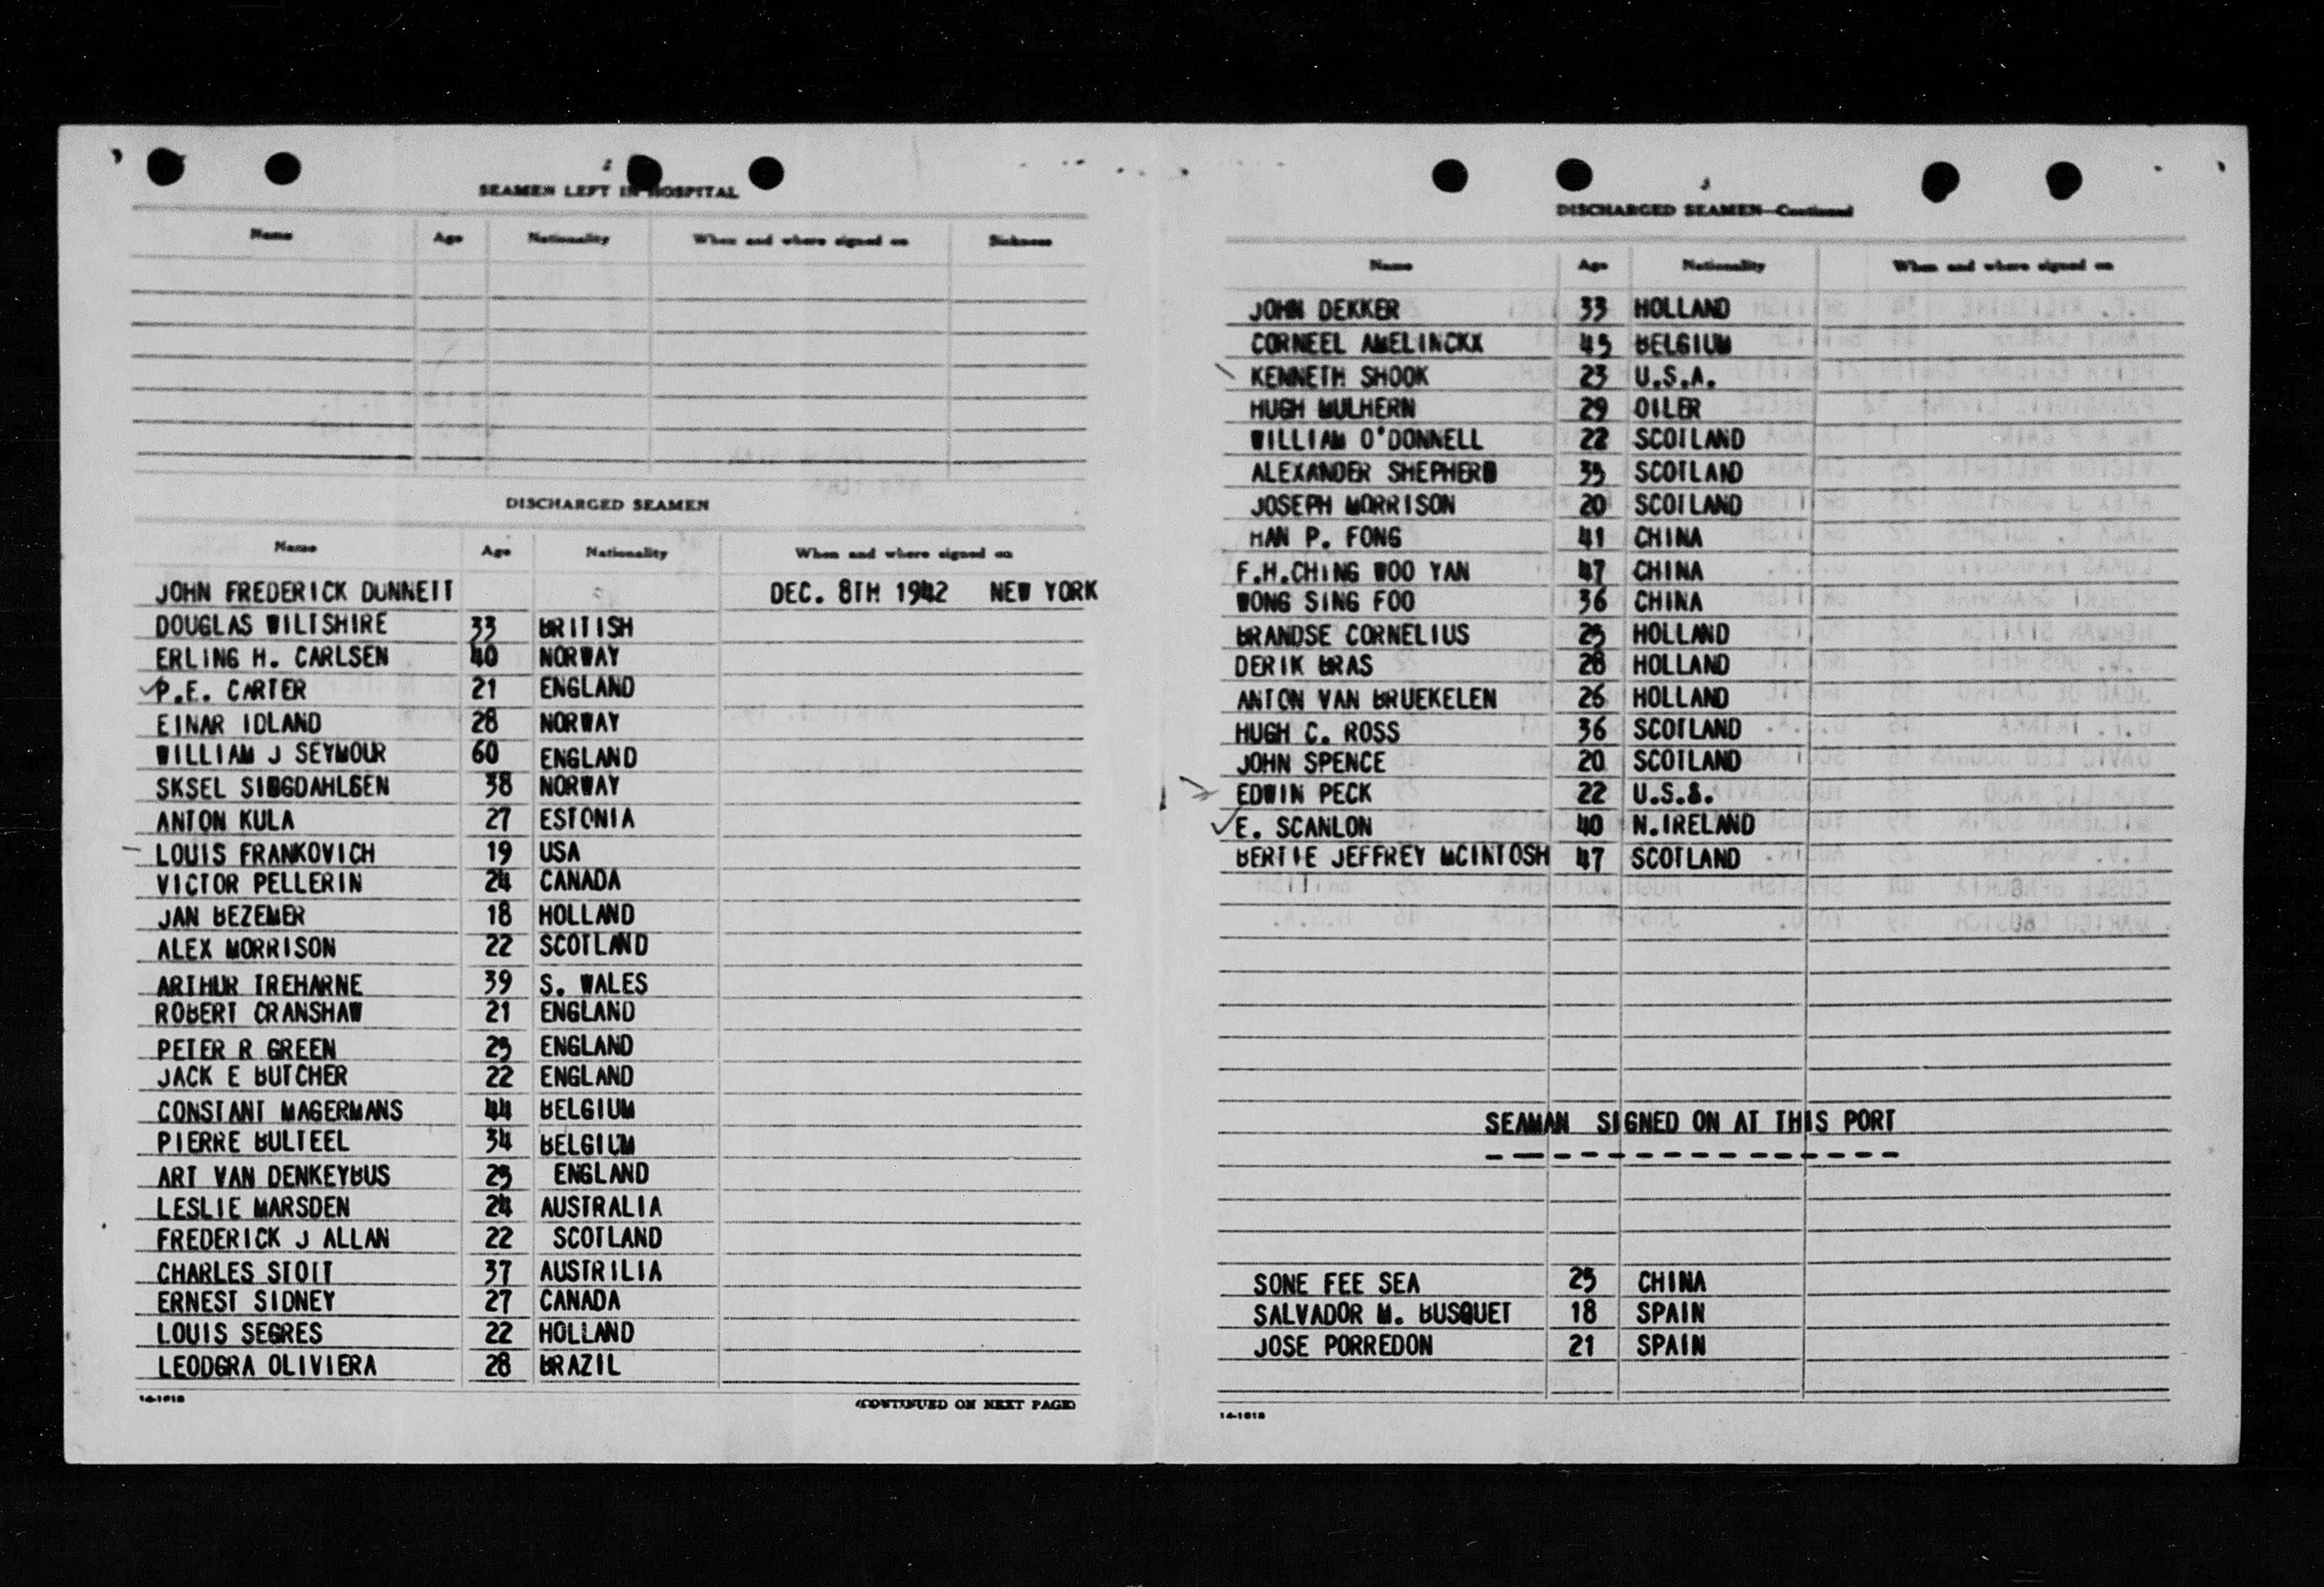 2
SEAMEN LEFT IN HOSPITAL
Name Age Nationality When and where signed on Sickness
DISCHARGED SEAMEN
Name Age Nationality When and where signed on
JOHN FREDERICK DUNNETT DEC. 8TH 1942 NEW YORK
DOUGLAS WILTSHIRE 33 BRITISH
ERLING H. CARLSEN 40 NORWAY
P.E. CARTER 21 ENGLAND
EINAR IDLAND 28 NORWAY
WILLIAM J SEYMOUR 60 ENGLAND
SKSEL 38 NORWAY
ANTON KULA 27 ESTONIA
LOUIS FRANKOVICH 19 USA
VICTOR PELLERIN 24 CANADA
JAN BEZEMER 18 HOLLAND
ALEX MORRISON 22 SCOTLAND
ARTHUR TREHARNE 39 S. WALES
ROBERT CRANSHAW 21 ENGLAND
PETER R GREEN 25 ENGLAND
JACK E BUTCHER 22 ENGLAND
CONSTANT MAGERMANS 44 BELGIUM
PIERRE BULTEEL 34 BELGIUM
ART VAN DENKEYBUS 25 ENGLAND
LESLIE MARSDEN 24 AUSTRALIA
FREDERICK J ALLAN 22 SCOTLAND
CHARLES STOTT 37 AUSTRILIA
ERNEST SIDNEY 27 CANADA
LOUIS SEGRES 22 HOLLAND
LEODGRA OLIVIERA 28 BRAZIL
14-1618 (CONTINUED ON NEXT PAGE)
3
DISCHARGED SEAMEN—Continued
Name Age Nationality When and where signed on
JOHN DEKKER 33 HOLLAND
CORNEEL AMELINCKX 45 BELGIUM
KENNETH SHOOK 23 U.S.A.
HUGH MULHERN 29 OILER
WILLIAM O'DONNELL 22 SCOTLAND
ALEXANDER SHEPHERD 35 SCOTLAND
JOSEPH MORRISON 20 SCOTLAND
HAN P. FONG 41 CHINA
F.H.CHING WOO YAN 47 CHINA
WONG SING FOO 36 CHINA
BRANDSE CORNELIUS 25 HOLLAND
DERIK BRAS 28 HOLLAND
ANTON VAN BRUEKELEN 26 HOLLAND
HUGH C. ROSS 36 SCOTLAND
JOHN SPENCE 20 SCOTLAND
EDWIN PECK 22 U.S.A.
E. SCANLON 40 N.IRELAND
BERTIE JEFFREY MCINTOSH 47 SCOTLAND
SEAMAN SIGNED ON AT THIS PORT
SONE FEE SEA 25 CHINA
SALVADOR M. BUSQUET 18 SPAIN
JOSE PORREDON 21 SPAIN
14-1618